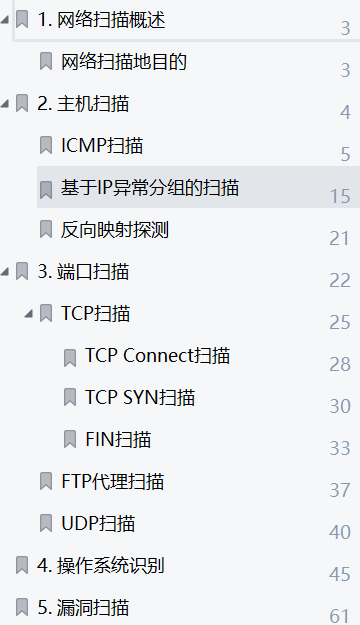 1. 网络扫描概述 3
网络扫描地目的 3
2. 主机扫描 4
ICMP扫描 5
基于IP异常分组的扫描 15
反向映射探测 21
3. 端口扫描 22
TCP扫描 25
TCP Connect扫描 28
TCP SYN扫描 30
FIN扫描 33
FTP代理扫描 37
UDP扫描 40
4. 操作系统识别 45
5. 漏洞扫描 61